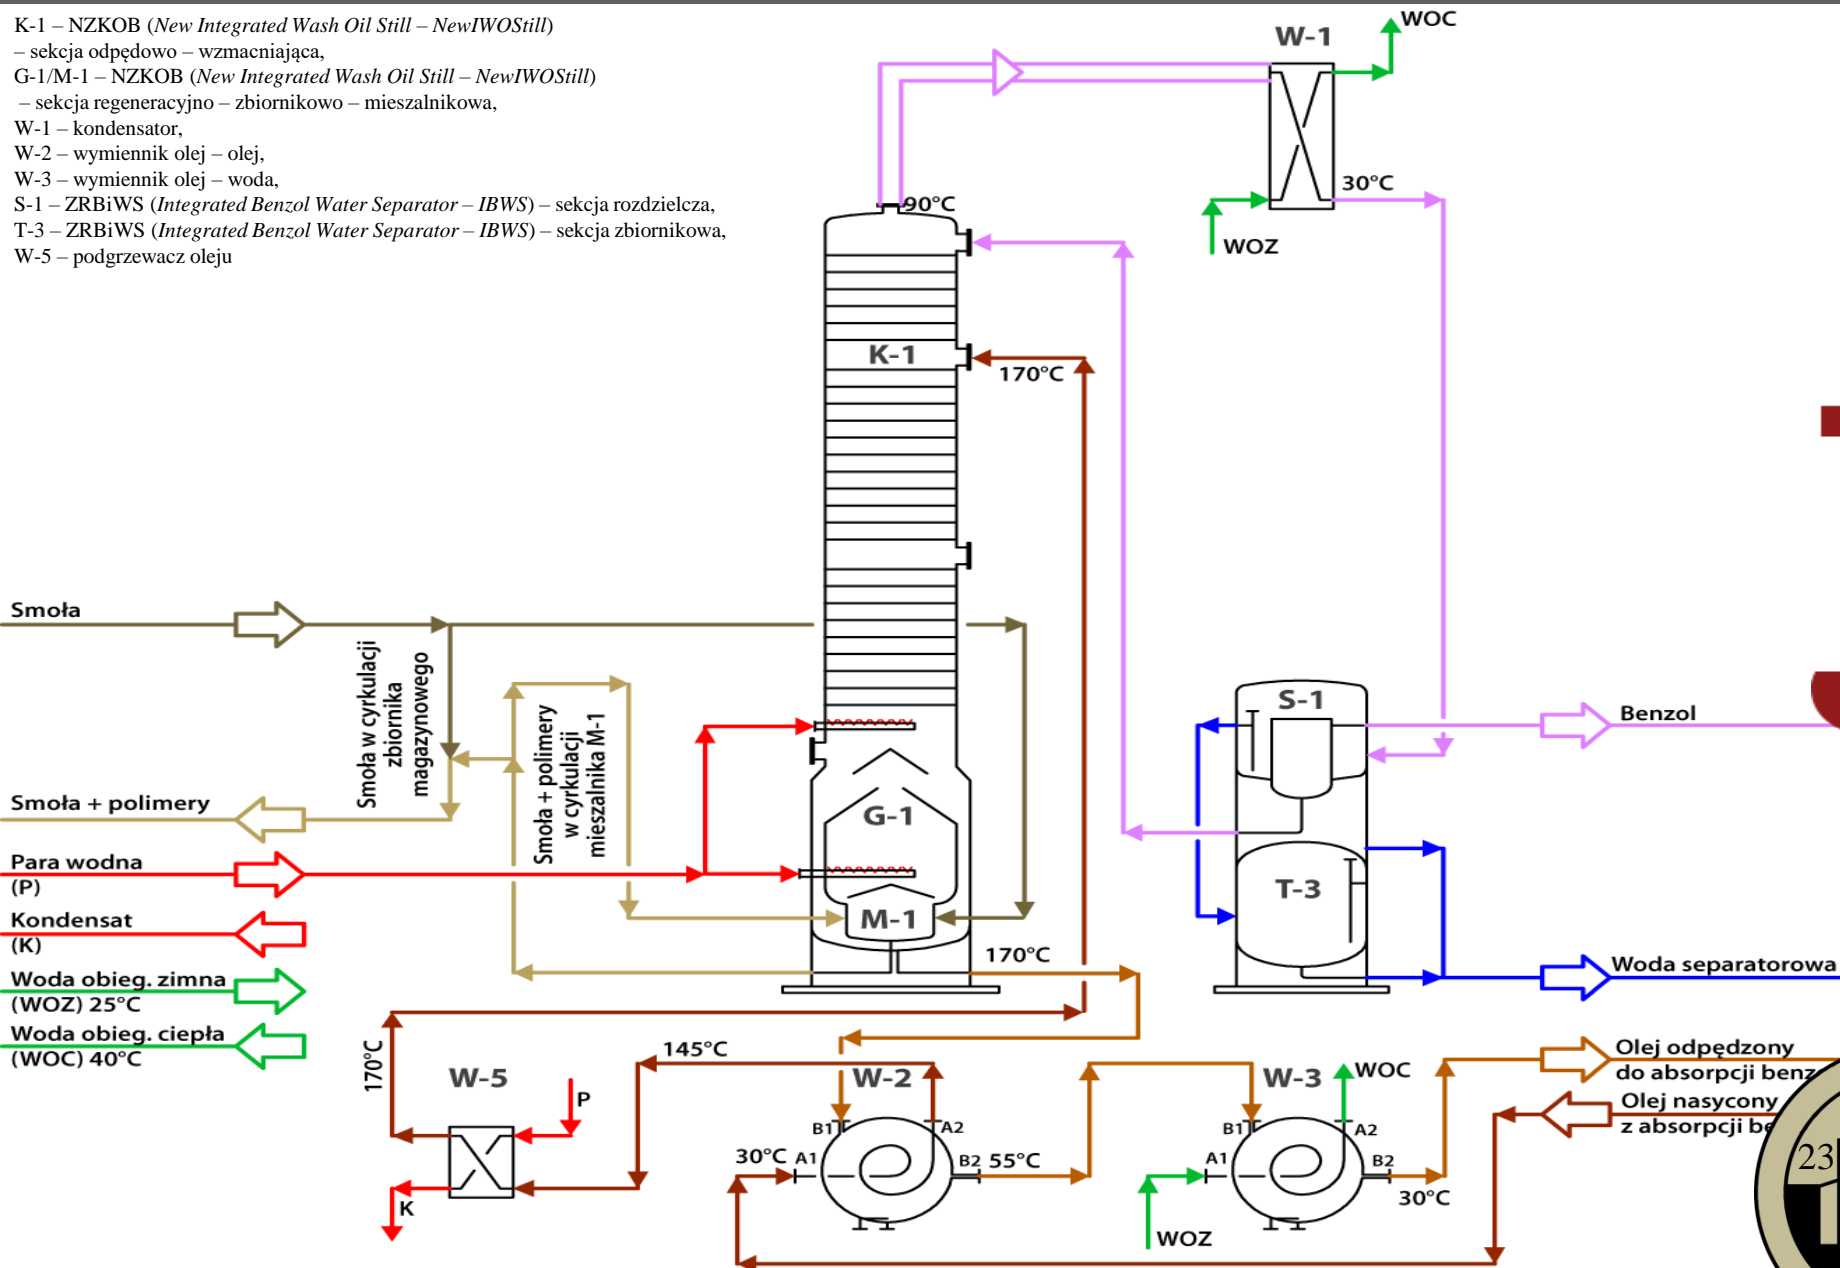 K-1 – NZKOB (New Integrated Wash Oil Still – NewIWOStill)
– sekcja odpędowo – wzmacniająca,
G-1/M-1 – NZKOB (New Integrated Wash Oil Still – NewIWOStill)
– sekcja regeneracyjno – zbiornikowo – mieszalnikowa,
W-1 – kondensator,
W-2 – wymiennik olej – olej,
W-3 – wymiennik olej – woda,
S-1 – ZRBiWS (Integrated Benzol Water Separator – IBWS) – sekcja rozdzielcza,
T-3 – ZRBiWS (Integrated Benzol Water Separator – IBWS) – sekcja zbiornikowa,
W-5 – podgrzewacz oleju
WOC
W-1
30°C
WOZ
90°C
K-1
170°C
Smoła
Smoła w cyrkulacji
zbiornika
magazynowego
Smoła + polimery
w cyrkulacji
mieszalnika M-1
S-1
Benzol
Smoła + polimery
G-1
Para wodna
(P)
T-3
Kondensat
(K)
M-1
170°C
Woda separatorowa
Woda obieg. zimna
(WOZ) 25°C
Woda obieg. ciepła
(WOC) 40°C
170°C
W-5
P
K
145°C
W-2
B1
A2
30°C A1
B2 55°C
W-3
WOC
B1
A2
A1
B2
30°C
WOZ
Olej odpędzony
do absorpcji benz
Olej nasycony
z absorpcji be
23